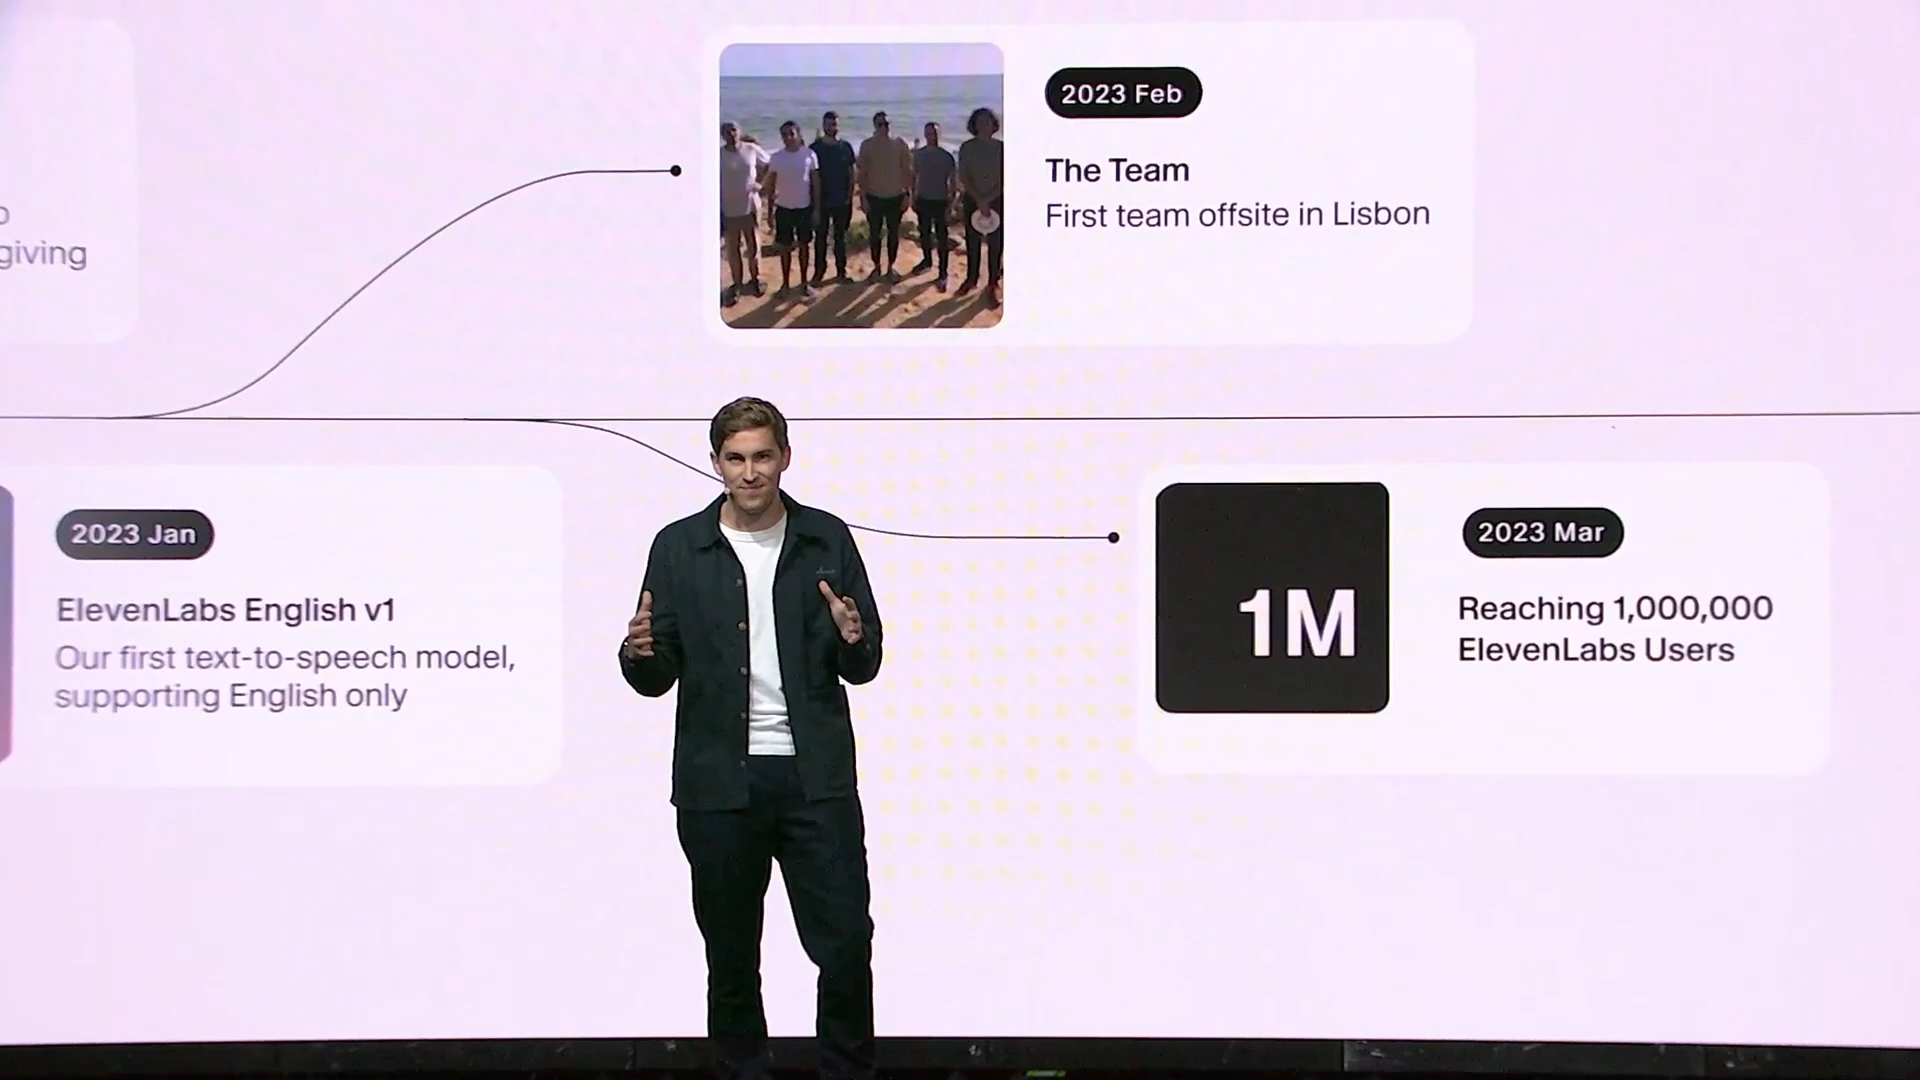 giving
2023 Feb
The Team
First team offsite in Lisbon
2023 Jan
ElevenLabs English v1
Our first text-to-speech model,
supporting English only
1M
2023 Mar
Reaching 1,000,000
ElevenLabs Users